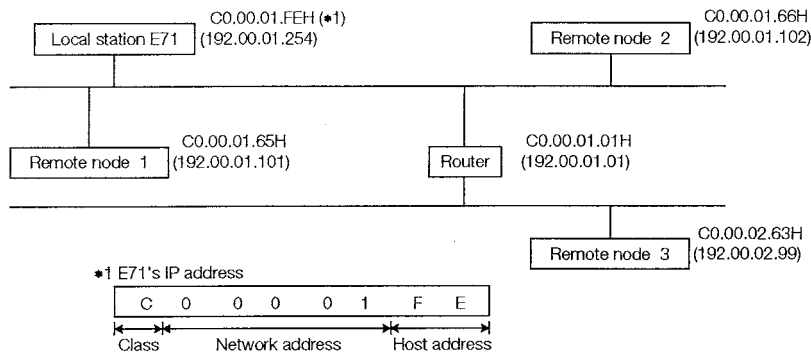 C0.00.01.FEH (*1)
Local station E71
(192.00.01.254)
C0.00.01.66H
Remote node 2
(192.00.01.102)
C0.00.01.65H
Remote node 1
(192.00.01.101)
Router
C0.00.01.01H
(192.00.01.01)
C0.00.02.63H
Remote node 3
(192.00.02.99)
*1 E71's IP address
C 0 0 0 0 1 F E
Class Network address Host address